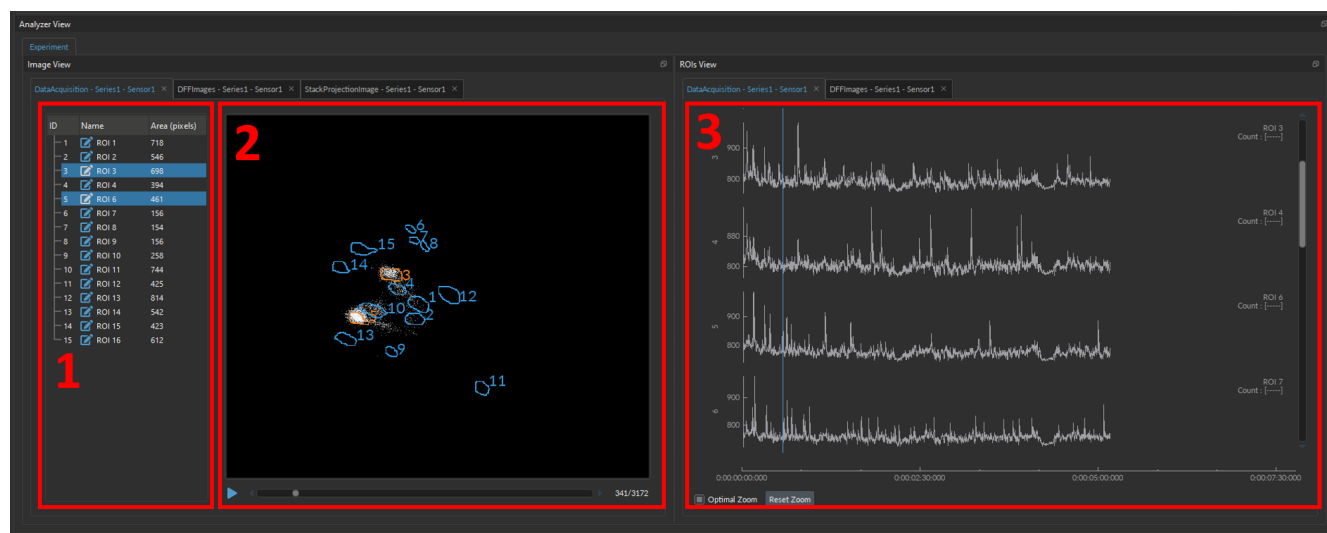 Analyzer View
Experiment
Image View
DataAcquisition - Series1 - Sensor1 × DFFImages - Series1 - Sensor1 × StackProjectionImage - Series1 - Sensor1 ×
ID Name Area (pixels)
1 ROI 1 718
2 ROI 2 546
3 ROI 3 698
4 ROI 4 394
5 ROI 6 461
6 ROI 7 156
7 ROI 8 154
8 ROI 9 156
9 ROI 10 258
10 ROI 11 744
11 ROI 12 425
12 ROI 13 814
13 ROI 14 542
14 ROI 15 423
15 ROI 16 612
1
2
6
7
15 8
14 3
4
1 12
10 2
13
9
11
341/3172
ROIs View
DataAcquisition - Series1 - Sensor1 × DFFImages - Series1 - Sensor1 ×
3
ROI 3
Count : [-----]
900
3
800
ROI 4
Count : [-----]
880
4
800
ROI 6
Count : [-----]
900
5
800
ROI 7
Count : [-----]
900
6
800
0:00:00:00:000 0:00:02:30:000 0:00:05:00:000 0:00:07:30:000
Optimal Zoom Reset Zoom